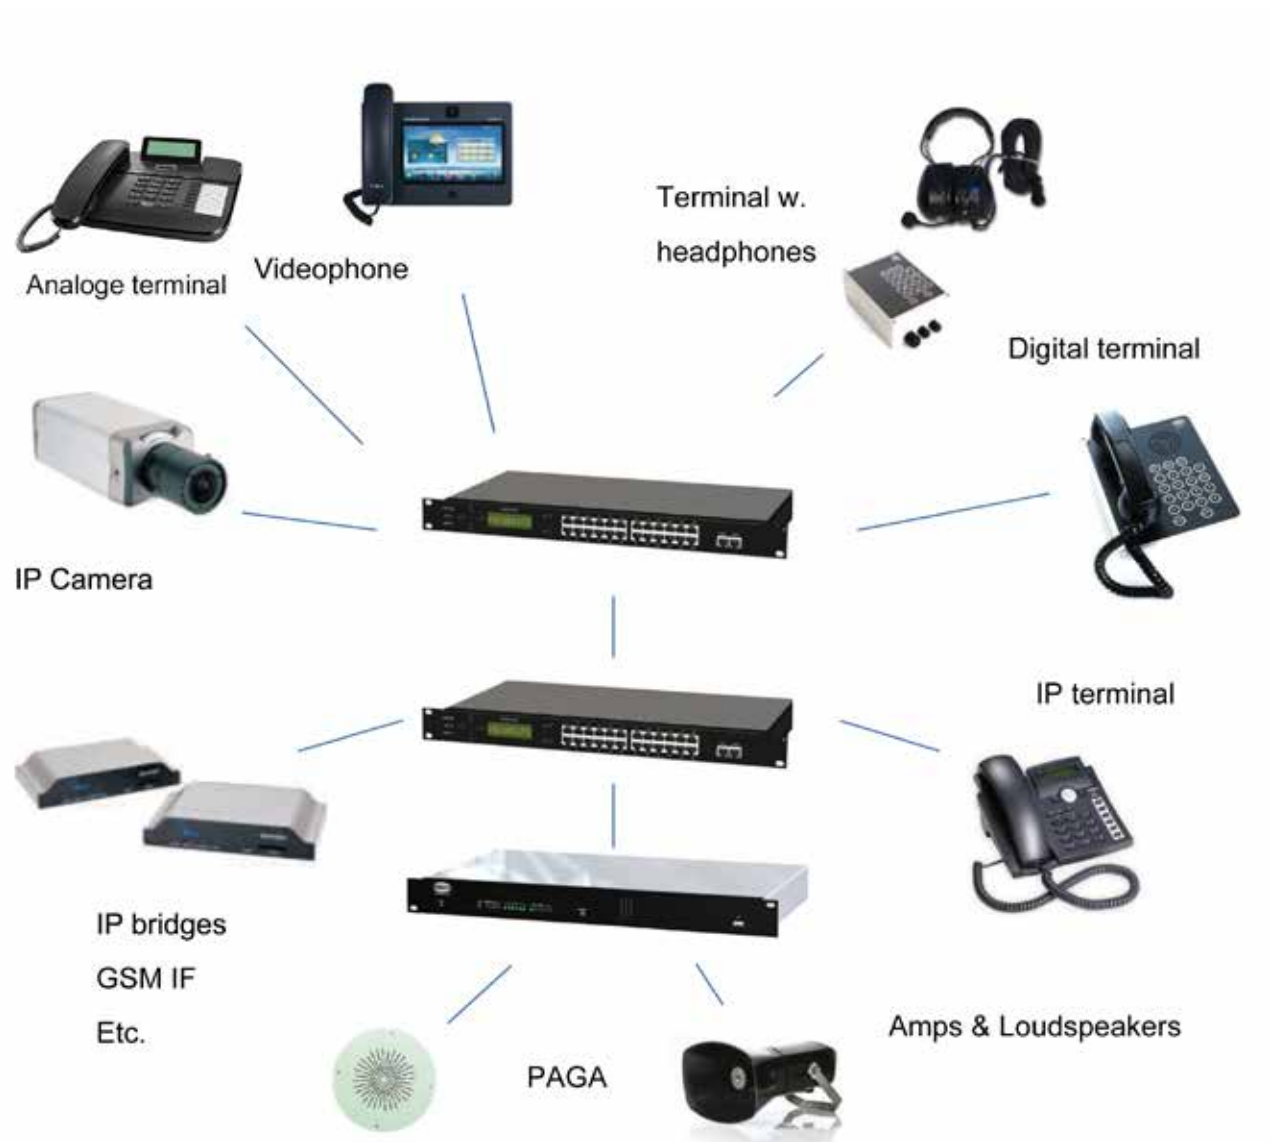 Videophone
Analoge terminal
Terminal w.
headphones
Digital terminal
IP Camera
IP terminal
IP bridges
GSM IF
Etc.
Amps & Loudspeakers
PAGA